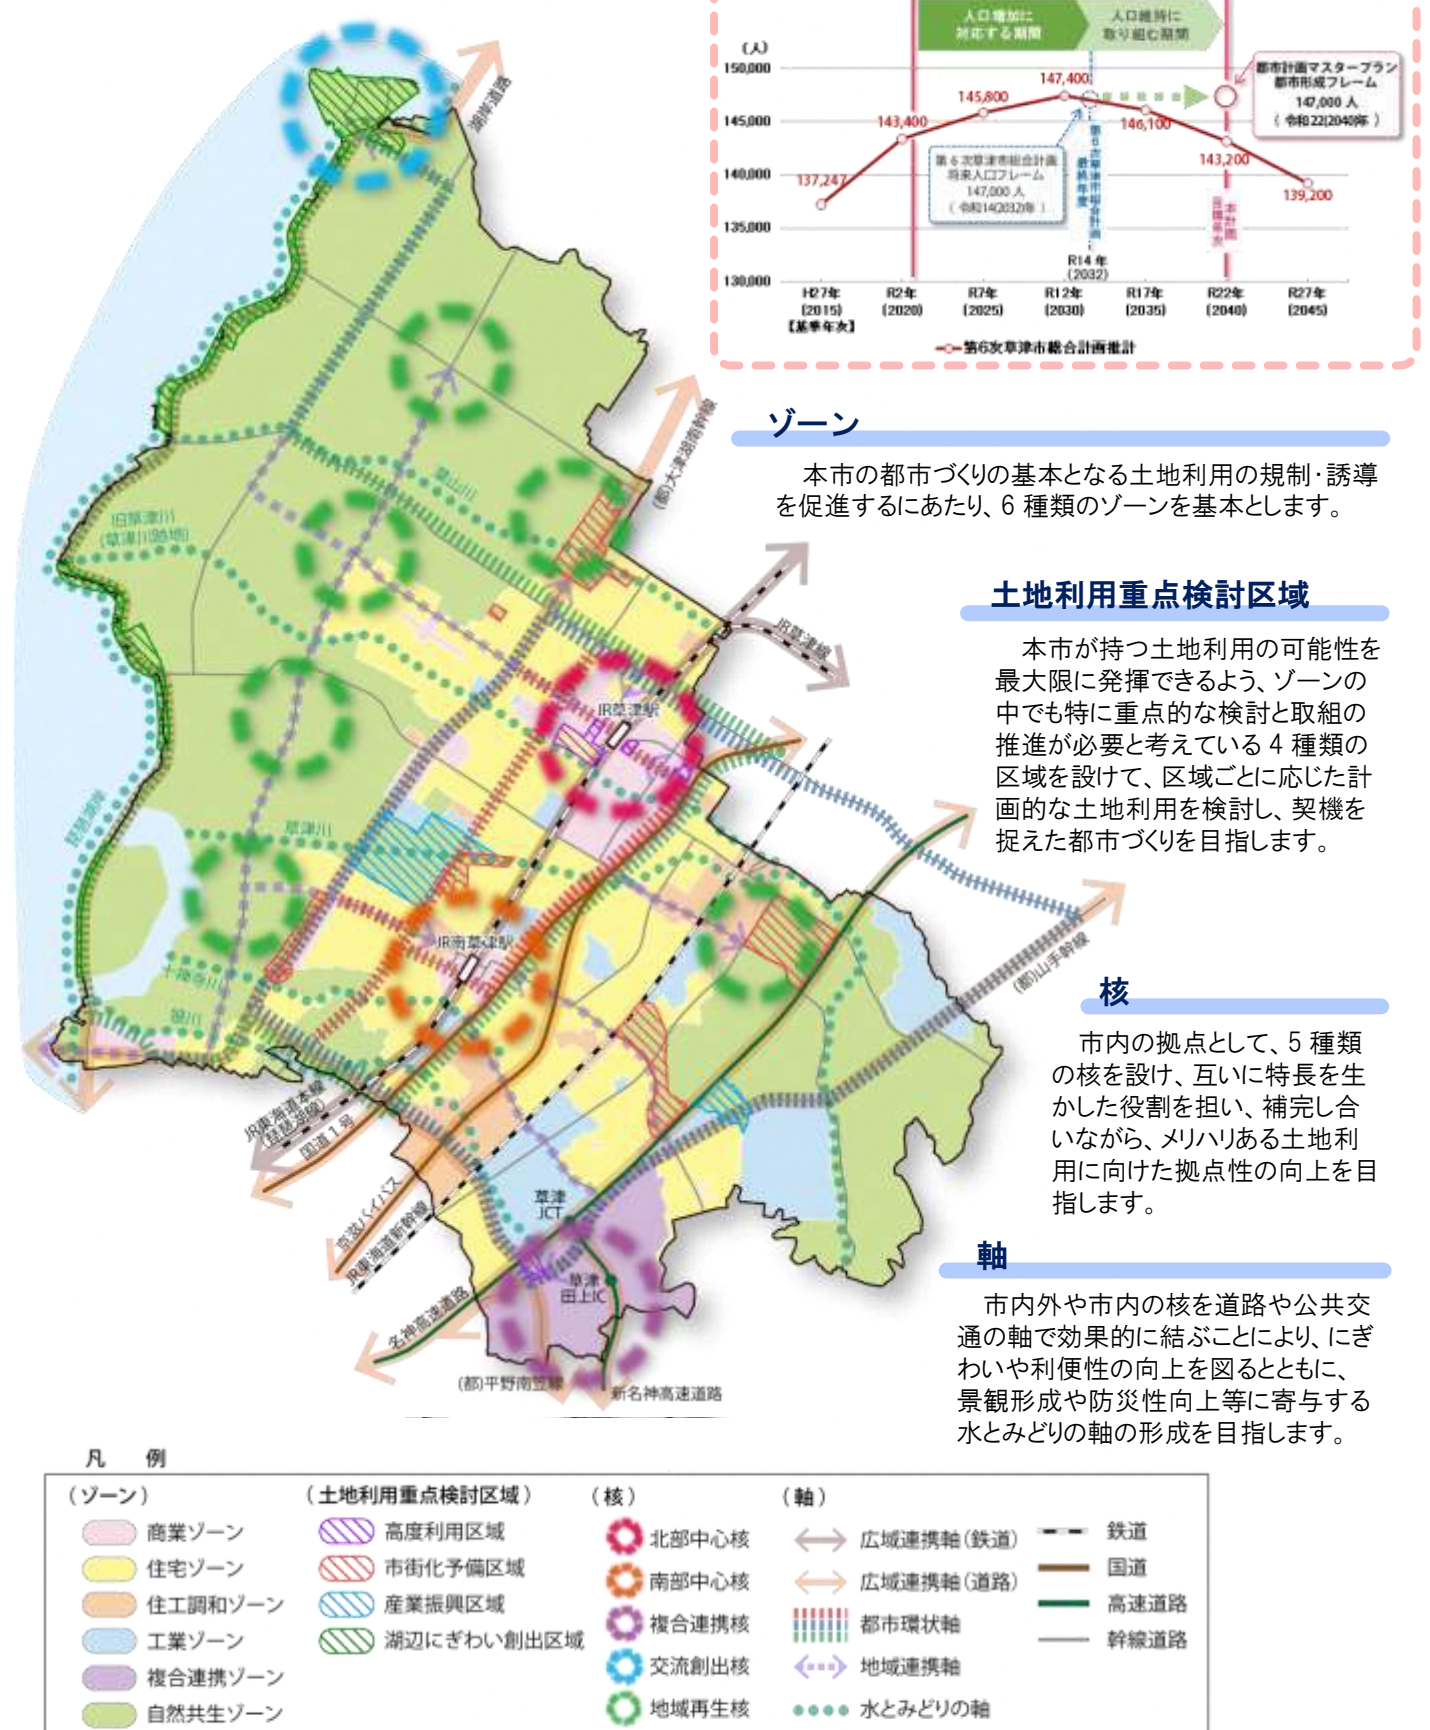 人口増加に
対応する期間
人口維持に
取り組む期間
(人)
150,000
145,000
140,000
135,000
130,000
137,247
143,400
145,800
147,400
146,100
143,200
139,200
都市計画マスタープラン
都市形成フレーム
147,000 人
( 令和22(2040)年 )
第6次草津市総合計画
将来人口フレーム
147,000 人
( 令和14(2032)年 )
第6次草津市総合計画
最終年度
本計画
目標年次
R14 年
(2032)
H27年
(2015)
【基準年次】
R2年
(2020)
R7年
(2025)
R12年
(2030)
R17年
(2035)
R22年
(2040)
R27年
(2045)
第6次草津市総合計画推計
ゾーン
本市の都市づくりの基本となる土地利用の規制・誘導
を促進するにあたり、6 種類のゾーンを基本とします。
土地利用重点検討区域
本市が持つ土地利用の可能性を
最大限に発揮できるよう、ゾーンの
中でも特に重点的な検討と取組の
推進が必要と考えている 4 種類の
区域を設けて、区域ごとに応じた計
画的な土地利用を検討し、契機を
捉えた都市づくりを目指します。
核
市内の拠点として、5 種類
の核を設け、互いに特長を生
かした役割を担い、補完し合
いながら、メリハリある土地利
用に向けた拠点性の向上を目
指します。
軸
市内外や市内の核を道路や公共交
通の軸で効果的に結ぶことにより、にぎ
わいや利便性の向上を図るとともに、
景観形成や防災性向上等に寄与する
水とみどりの軸の形成を目指します。
湖岸道路
(都)大津湖南幹線
葉山川
旧草津川
(草津川跡地)
JR草津線
JR草津駅
琵琶湖岸
草津川
JR南草津駅
十禅寺川
狼川
(都)山手幹線
JR東海道本線
(琵琶湖線)
国道1号
京滋バイパス
JR東海道新幹線
名神高速道路
草津
JCT
草津
田上IC
(都)平野南笠線
新名神高速道路
凡 例
(ゾーン)
商業ゾーン
住宅ゾーン
住工調和ゾーン
工業ゾーン
複合連携ゾーン
自然共生ゾーン
(土地利用重点検討区域)
高度利用区域
市街化予備区域
産業振興区域
湖辺にぎわい創出区域
(核)
北部中心核
南部中心核
複合連携核
交流創出核
地域再生核
(軸)
広域連携軸(鉄道)
広域連携軸(道路)
都市環状軸
地域連携軸
水とみどりの軸
鉄道
国道
高速道路
幹線道路